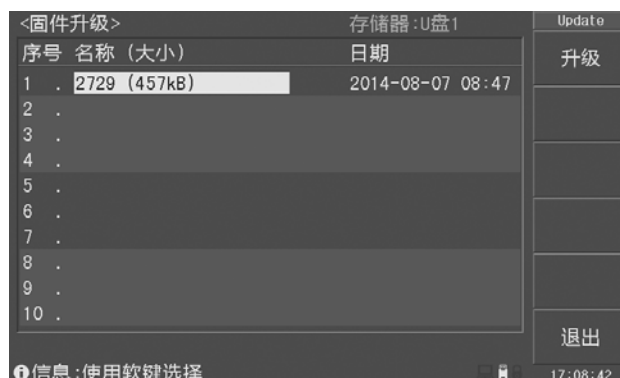 <固件升级> 存储器:U盘1 Update
序号 名称 (大小) 日期 升级
1 . 2729 (457kB) 2014-08-07 08:47
2 .
3 .
4 .
5 .
6 .
7 .
8 .
9 .
10 .
退出
信息:使用软键选择 17:08:42